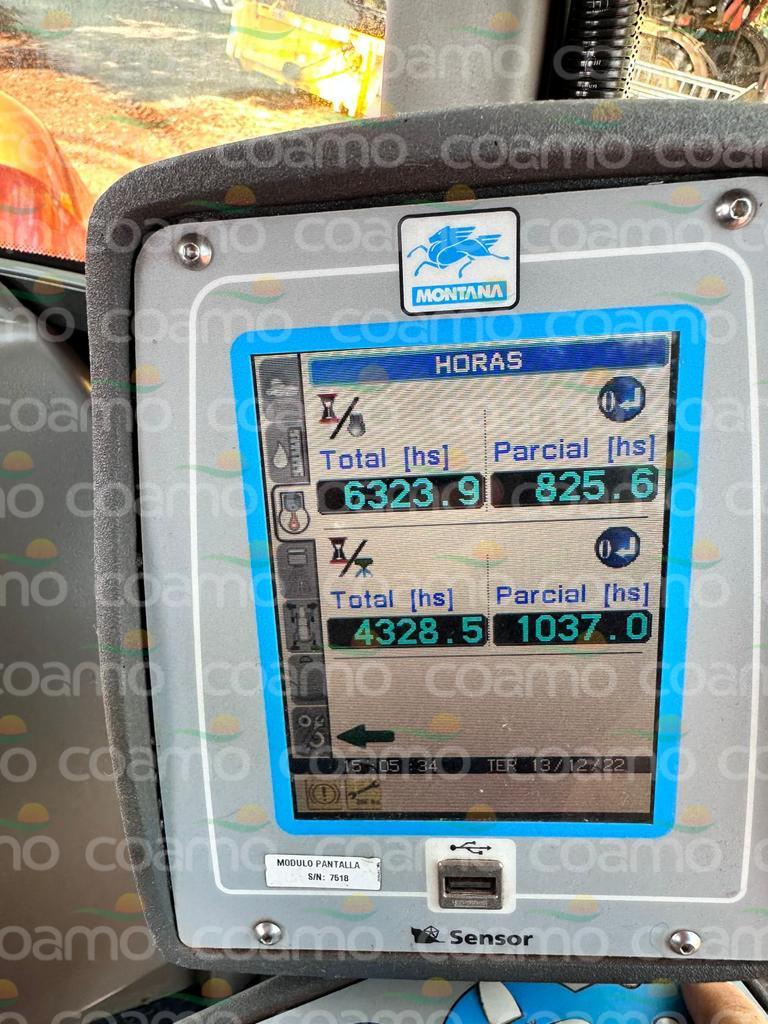 MONTANA
HORAS
Total [hs] Parcial [hs]
6323.9 825.6
Total [hs] Parcial [hs]
4328.5 1037.0
15:05:34 TER 13/12/22
MODULO PANTALLA
S/N: 7518
Sensor
coamo